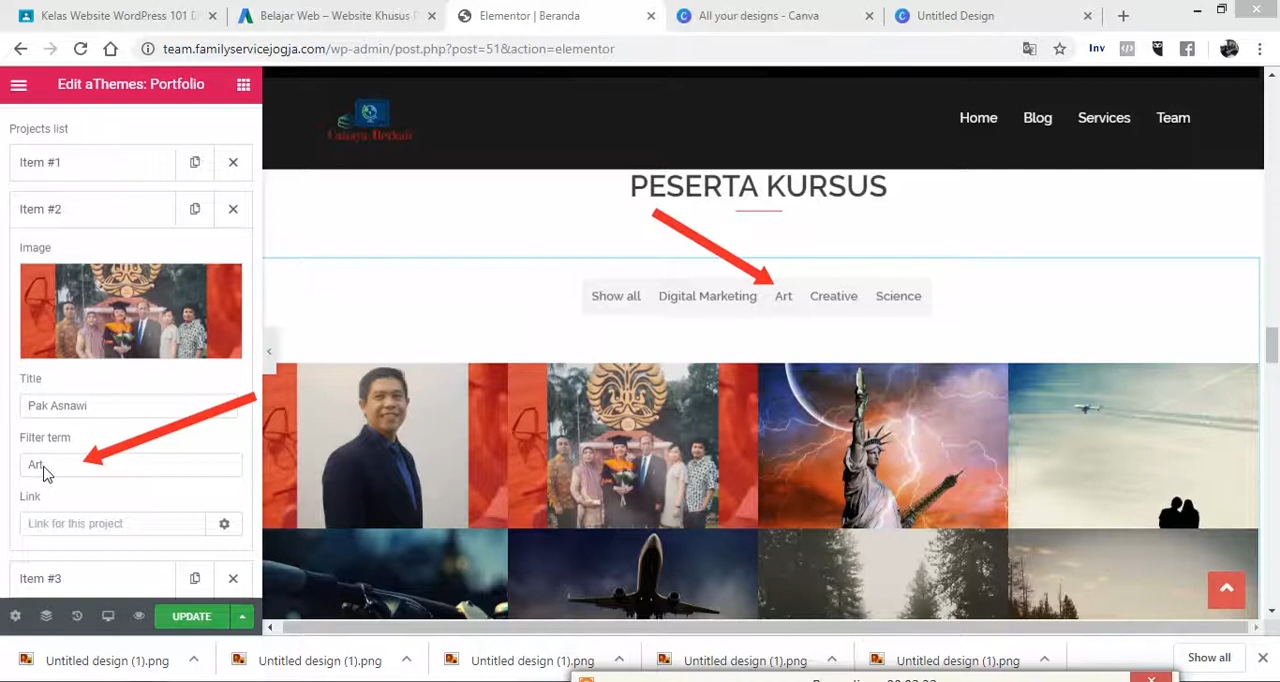 Kelas Website WordPress 101 D
Belajar Web – Website Khusus P
Elementor | Beranda
All your designs - Canva
Untitled Design
team.familyservicejogja.com/wp-admin/post.php?post=51&action=elementor
Inv
Edit aThemes: Portfolio
Projects list
Item #1
Item #2
Image
Title
Pak Asnawi
Filter term
Art
Link
Link for this project
Item #3
UPDATE
Home Blog Services Team
PESERTA KURSUS
Show all Digital Marketing Art Creative Science
Untitled design (1).png
Untitled design (1).png
Untitled design (1).png
Untitled design (1).png
Untitled design (1).png
Show all